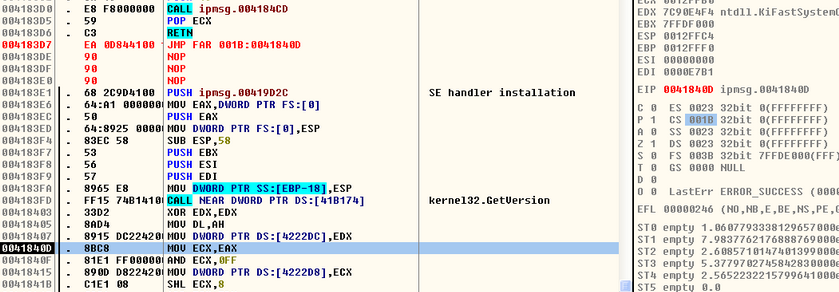 004183D0 . E8 F8000000 CALL ipmsg.004184CD
004183D5 . 59 POP ECX
004183D6 . C3 RETN
004183D7 EA 0D844100 JMP FAR 001B:0041840D
004183DE 90 NOP
004183DF 90 NOP
004183E0 90 NOP
004183E1 . 68 2C9D4100 PUSH ipmsg.00419D2C SE handler installation
004183E6 . 64:A1 000000 MOV EAX,DWORD PTR FS:[0]
004183EC . 50 PUSH EAX
004183ED . 64:8925 0000 MOV DWORD PTR FS:[0],ESP
004183F4 . 83EC 58 SUB ESP,58
004183F7 . 53 PUSH EBX
004183F8 . 56 PUSH ESI
004183F9 . 57 PUSH EDI
004183FA . 8965 E8 MOV DWORD PTR SS:[EBP-18],ESP
004183FD . FF15 74B14100 CALL NEAR DWORD PTR DS:[41B174] kernel32.GetVersion
00418403 . 33D2 XOR EDX,EDX
00418405 . 8AD4 MOV DL,AH
00418407 . 8915 DC224200 MOV DWORD PTR DS:[4222DC],EDX
0041840D . 8BC8 MOV ECX,EAX
0041840F . 81E1 FF000000 AND ECX,0FF
00418415 . 890D D8224200 MOV DWORD PTR DS:[4222D8],ECX
0041841B . C1E1 08 SHL ECX,8
ECX 0012FFB0
EDX 7C90E4F4 ntdll.KiFastSystemC
EBX 7FFDF000
ESP 0012FFC4
EBP 0012FFF0
ESI 00000000
EDI 0000E7B1
EIP 0041840D ipmsg.0041840D
C 0 ES 0023 32bit 0(FFFFFFFF)
P 1 CS 001B 32bit 0(FFFFFFFF)
A 0 SS 0023 32bit 0(FFFFFFFF)
Z 1 DS 0023 32bit 0(FFFFFFFF)
S 0 FS 003B 32bit 7FFDE000(FFF)
T 0 GS 0000 NULL
D 0
O 0 LastErr ERROR_SUCCESS (0000
EFL 00000246 (NO,NB,E,BE,NS,PE,G
ST0 empty 1.0607793338129657000e
ST1 empty 7.9837762176888769000e
ST2 empty 2.6085710147401399000e
ST3 empty 5.3779702745842830000e
ST4 empty 2.5652232215799641000e
ST5 empty 0.0